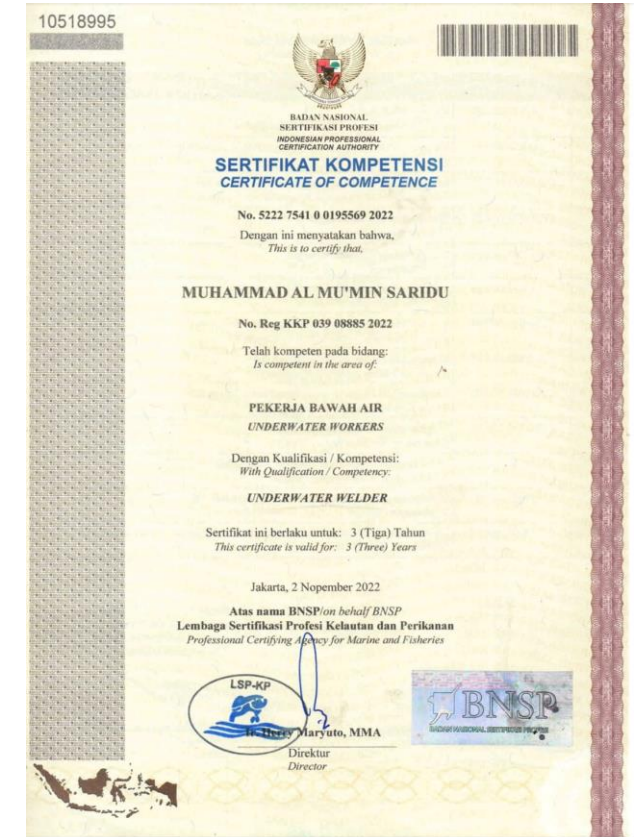 10518995
BADAN NASIONAL
SERTIFIKASI PROFESI
INDONESIAN PROFESSIONAL
CERTIFICATION AUTHORITY
SERTIFIKAT KOMPETENSI
CERTIFICATE OF COMPETENCE
No. 5222 7541 0 0195569 2022
Dengan ini menyatakan bahwa,
This is to certify that,
MUHAMMAD AL MU'MIN SARIDU
No. Reg KKP 039 08885 2022
Telah kompeten pada bidang:
Is competent in the area of:
PEKERJA BAWAH AIR
UNDERWATER WORKERS
Dengan Kualifikasi / Kompetensi:
With Qualification / Competency:
UNDERWATER WELDER
Sertifikat ini berlaku untuk: 3 (Tiga) Tahun
This certificate is valid for: 3 (Three) Years
Jakarta, 2 Nopember 2022
Atas nama BNSP/on behalf BNSP
Lembaga Sertifikasi Profesi Kelautan dan Perikanan
Professional Certifying Agency for Marine and Fisheries
LSP-KP
BNSP
BADAN NASIONAL SERTIFIKASI PROFESI
Maryuto, MMA
Direktur
Director